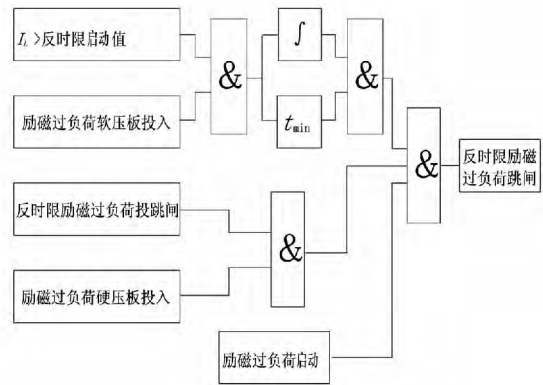 I_L >反时限启动值
励磁过负荷软压板投入
&
∫
t_min
&
&
反时限励磁
过负荷跳闸
反时限励磁过负荷投跳闸
励磁过负荷硬压板投入
&
励磁过负荷启动